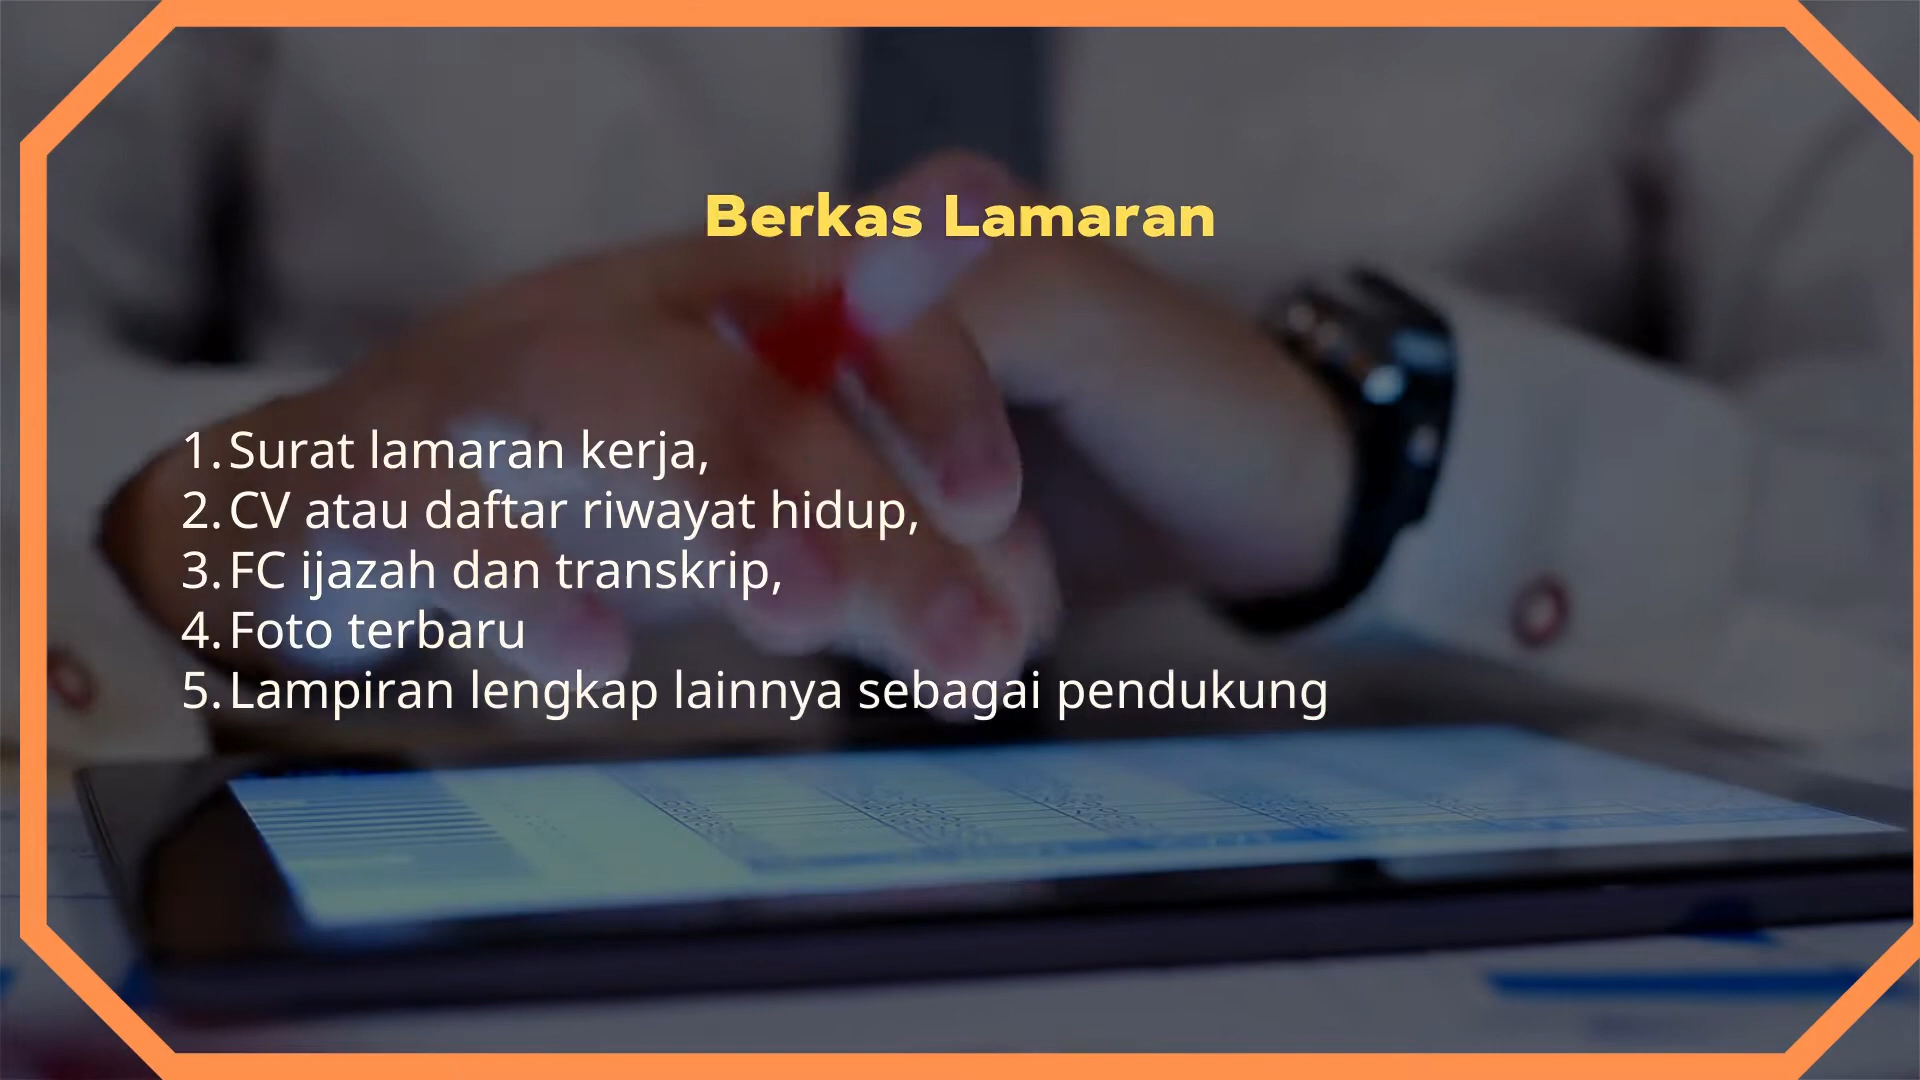 Berkas Lamaran
1. Surat lamaran kerja,
2. CV atau daftar riwayat hidup,
3. FC ijazah dan transkrip,
4. Foto terbaru
5. Lampiran lengkap lainnya sebagai pendukung